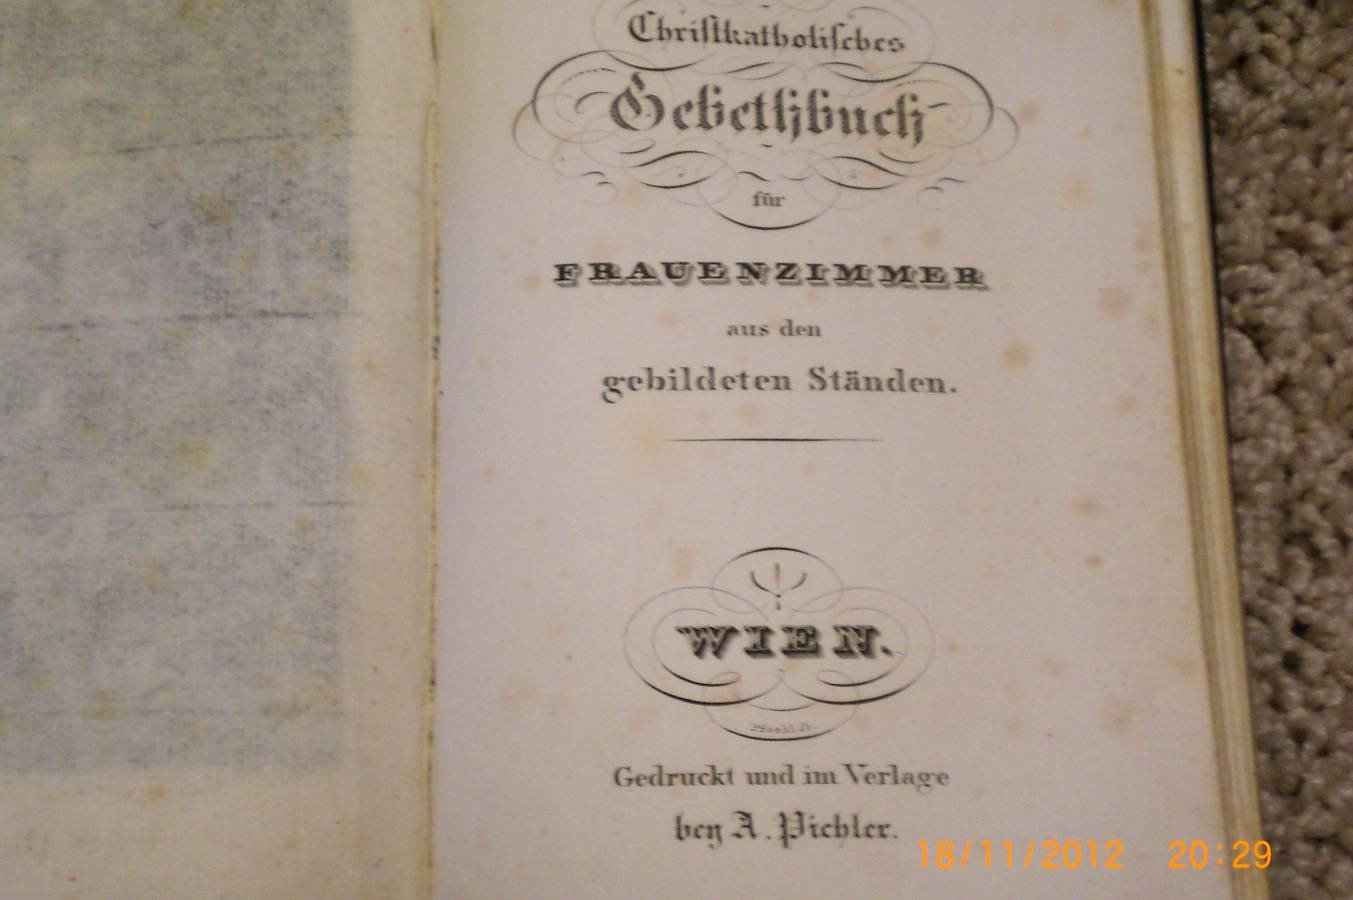 Christkatholisches
Gebethbuch
für
FRAUENZIMMER
aus den
gebildeten Ständen.
WIEN.
Gedruckt und im Verlage
bey A. Pichler.
18/11/2012 20:29